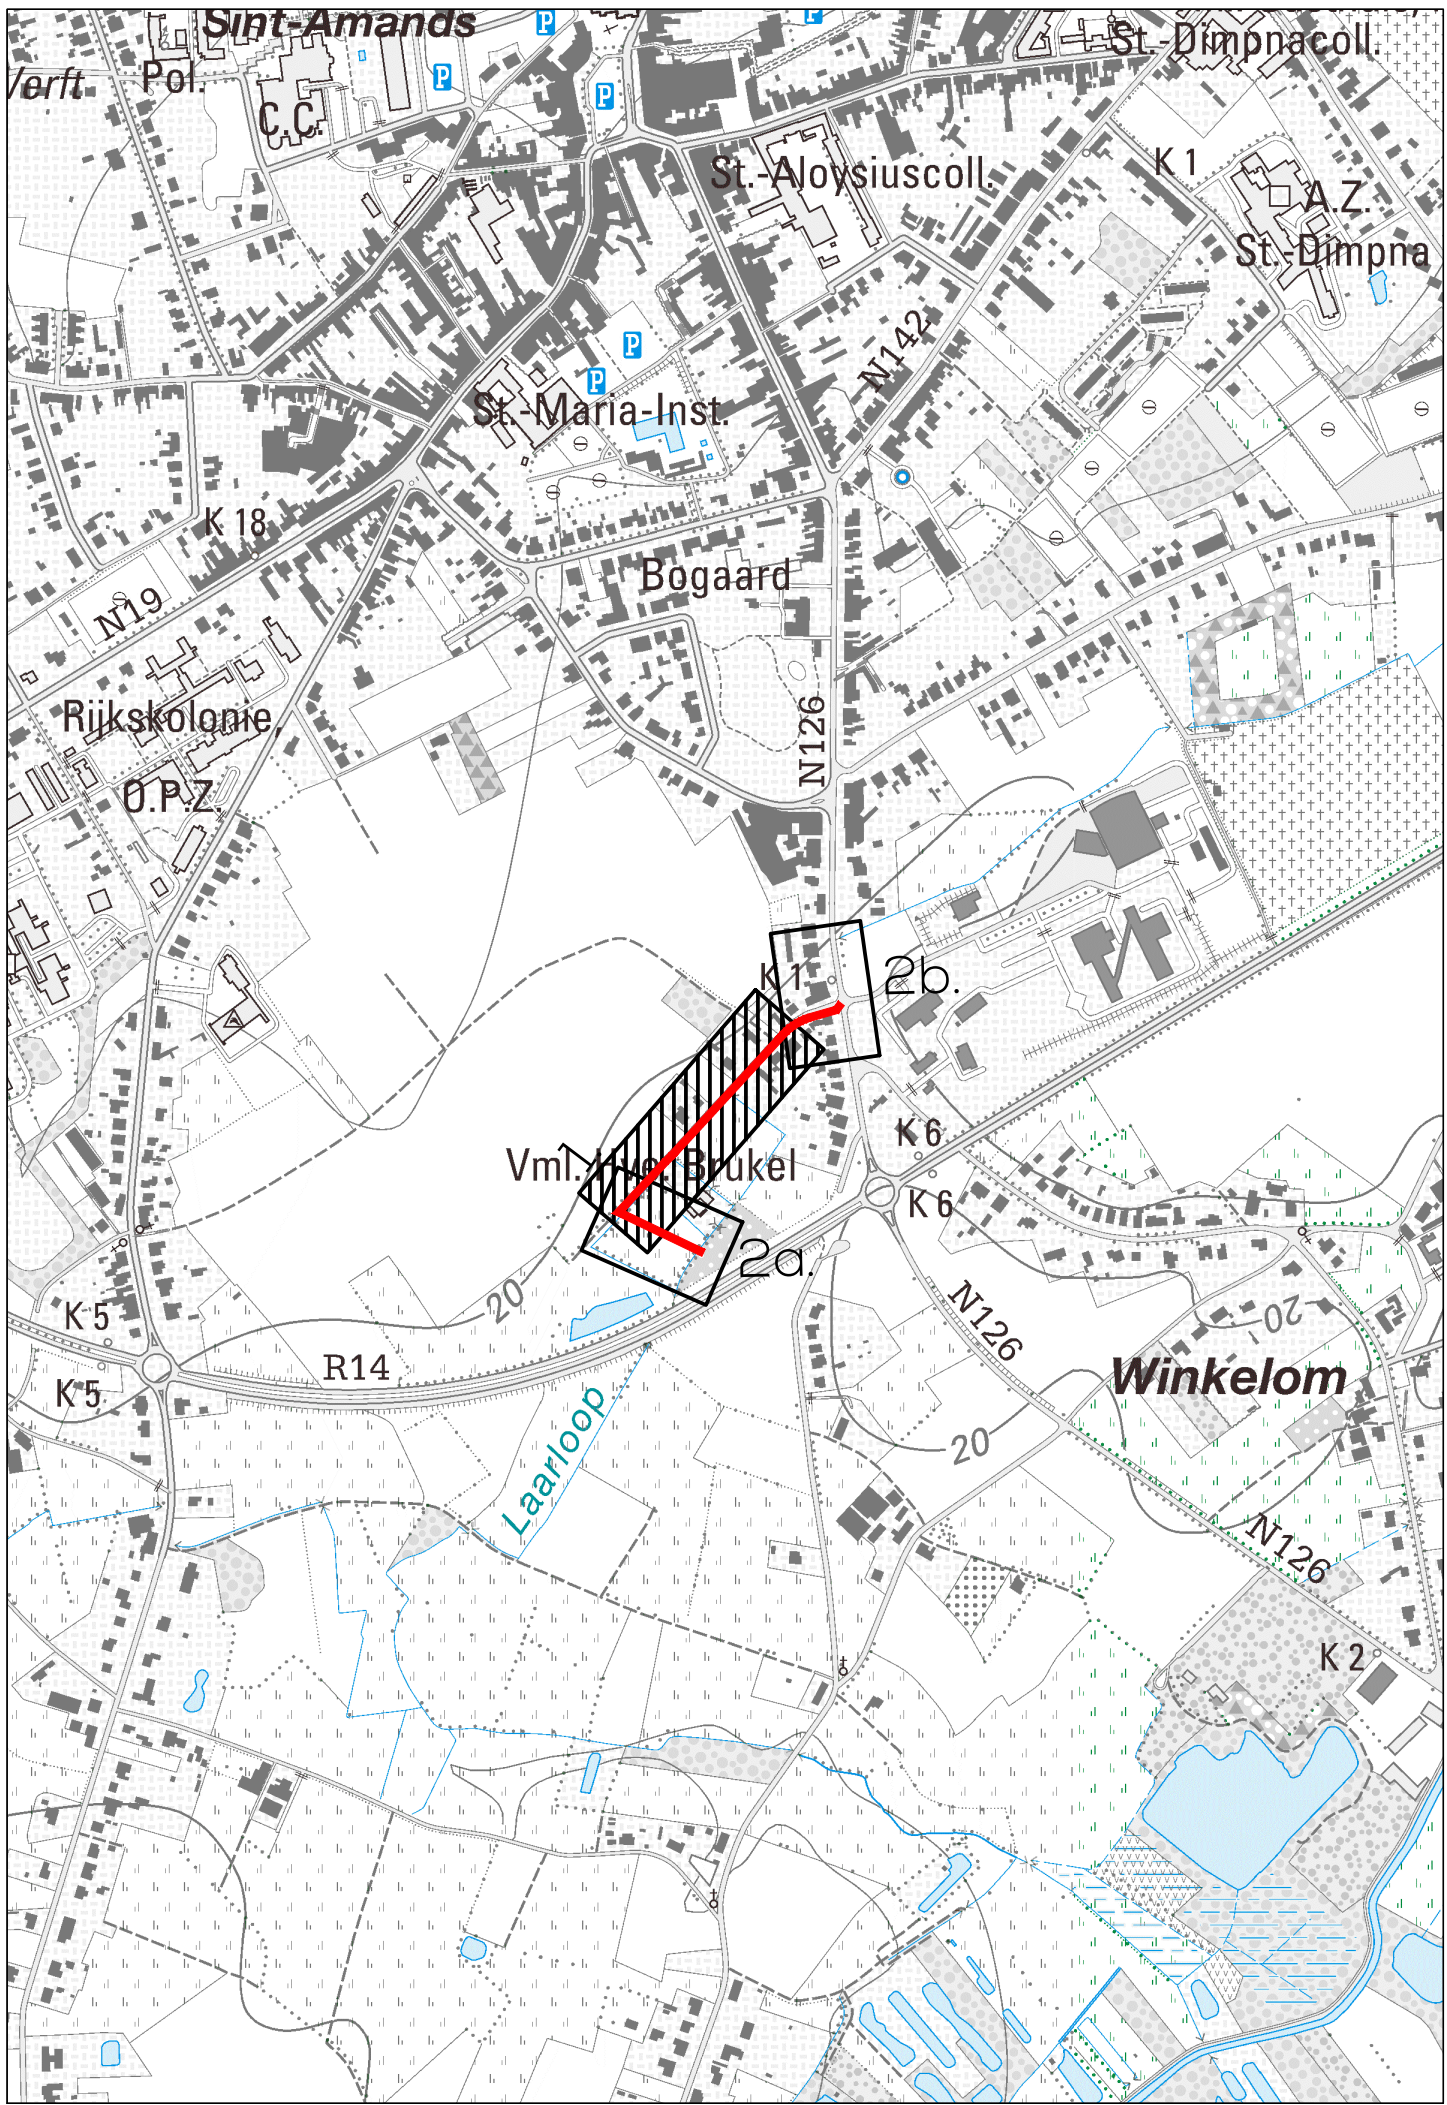 Sint-Amands
P
P
St.-Dimpnacoll.
Pol.
P
P
C.C.
St.-Aloysiuscoll.
K 1
A.Z.
St.-Dimpna
P
N142
P
St.-Maria-Inst.
K 18
Bogaard
N19
Rijkskolonie,
N126
O.P.Z.
K 1
2b.
K 6
Vml. Hve. Brukel
K 6
2a.
20
K 5
N126
20
R14
Winkelom
K 5
Laarloop
20
N126
K 2